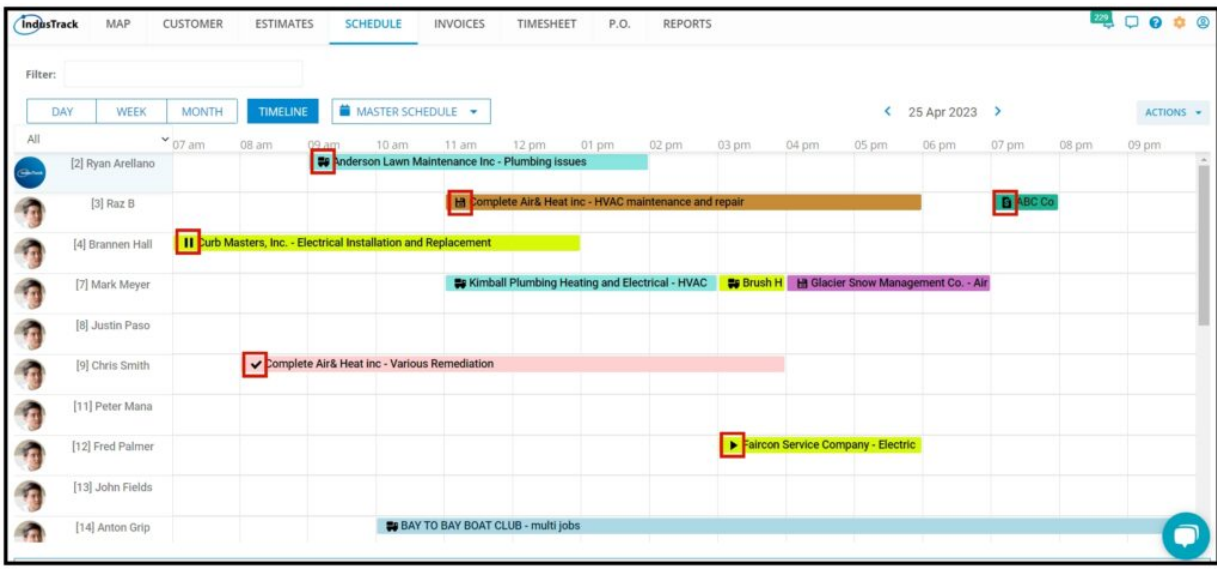 IndusTrack MAP CUSTOMER ESTIMATES SCHEDULE INVOICES TIMESHEET P.O. REPORTS 229
Filter:
DAY WEEK MONTH TIMELINE MASTER SCHEDULE 25 Apr 2023 ACTIONS
All 07 am 08 am 09 am 10 am 11 am 12 pm 01 pm 02 pm 03 pm 04 pm 05 pm 06 pm 07 pm 08 pm 09 pm
[2] Ryan Arellano Anderson Lawn Maintenance Inc - Plumbing issues
[3] Raz B Complete Air& Heat inc - HVAC maintenance and repair ABC Co
[4] Brannen Hall Curb Masters, Inc. - Electrical Installation and Replacement
[7] Mark Meyer Kimball Plumbing Heating and Electrical - HVAC Brush H Glacier Snow Management Co. - Air
[8] Justin Paso
[9] Chris Smith Complete Air& Heat inc - Various Remediation
[11] Peter Mana
[12] Fred Palmer Faircon Service Company - Electric
[13] John Fields
[14] Anton Grip BAY TO BAY BOAT CLUB - multi jobs